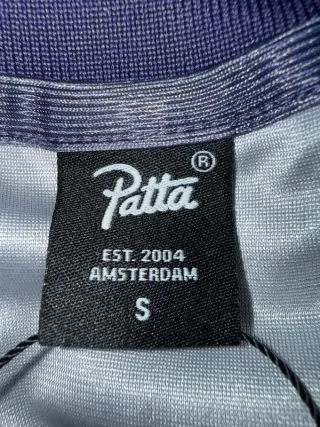 Patta®
EST. 2004
AMSTERDAM
S